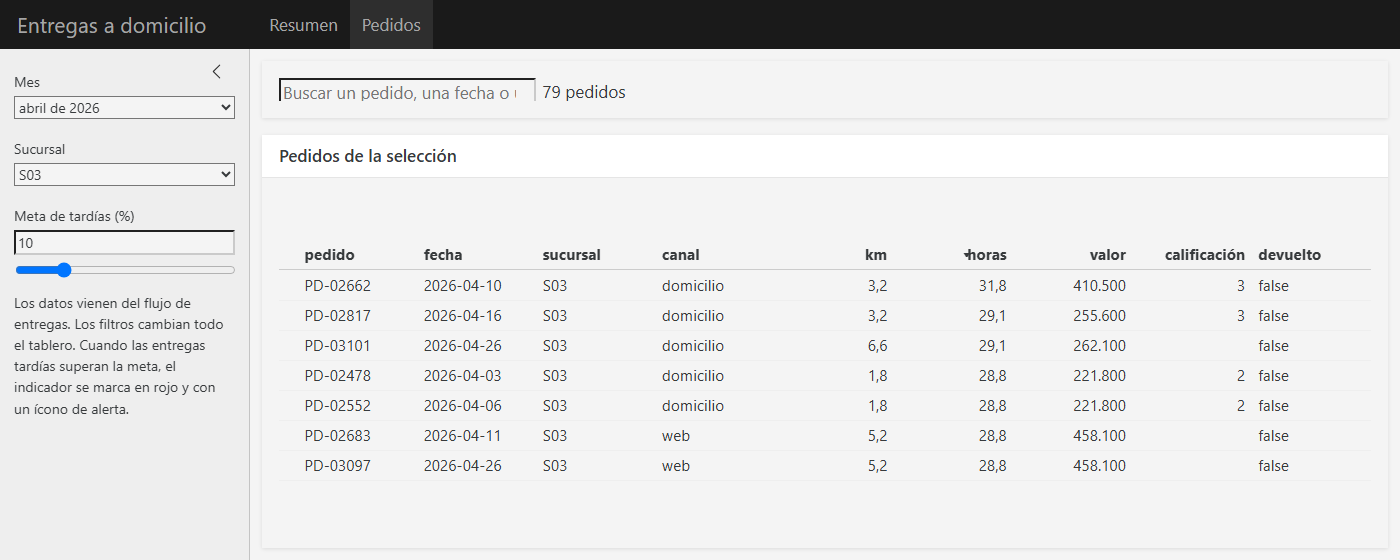 Entregas a domicilio Resumen Pedidos
Mes
abril de 2026
Sucursal
S03
Meta de tardías (%)
10
Los datos vienen del flujo de
entregas. Los filtros cambian todo
el tablero. Cuando las entregas
tardías superan la meta, el
indicador se marca en rojo y con
un ícono de alerta.
Buscar un pedido, una fecha o 79 pedidos
Pedidos de la selección
pedido fecha sucursal canal km horas valor calificación devuelto
PD-02662 2026-04-10 S03 domicilio 3,2 31,8 410.500 3 false
PD-02817 2026-04-16 S03 domicilio 3,2 29,1 255.600 3 false
PD-03101 2026-04-26 S03 domicilio 6,6 29,1 262.100 false
PD-02478 2026-04-03 S03 domicilio 1,8 28,8 221.800 2 false
PD-02552 2026-04-06 S03 domicilio 1,8 28,8 221.800 2 false
PD-02683 2026-04-11 S03 web 5,2 28,8 458.100 false
PD-03097 2026-04-26 S03 web 5,2 28,8 458.100 false